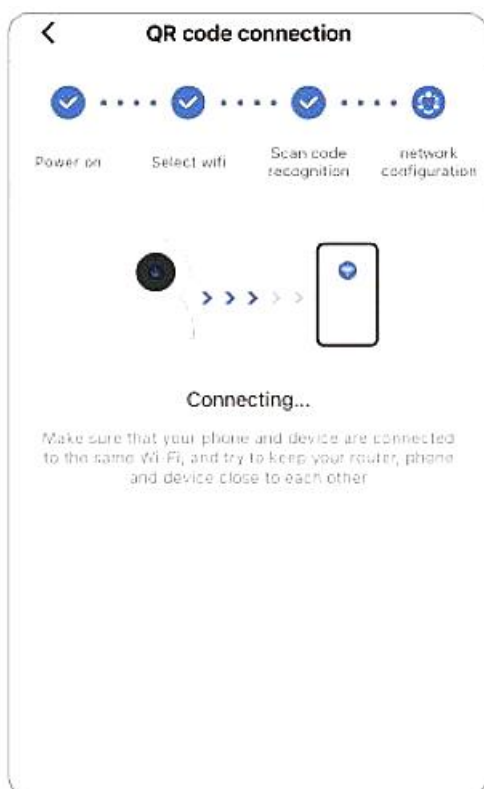 QR code connection
Power on
Select wifi
Scan code
recognition
network
configuration
Connecting...
Make sure that your phone and device are connected
to the same Wi-Fi, and try to keep your router, phone
and device close to each other